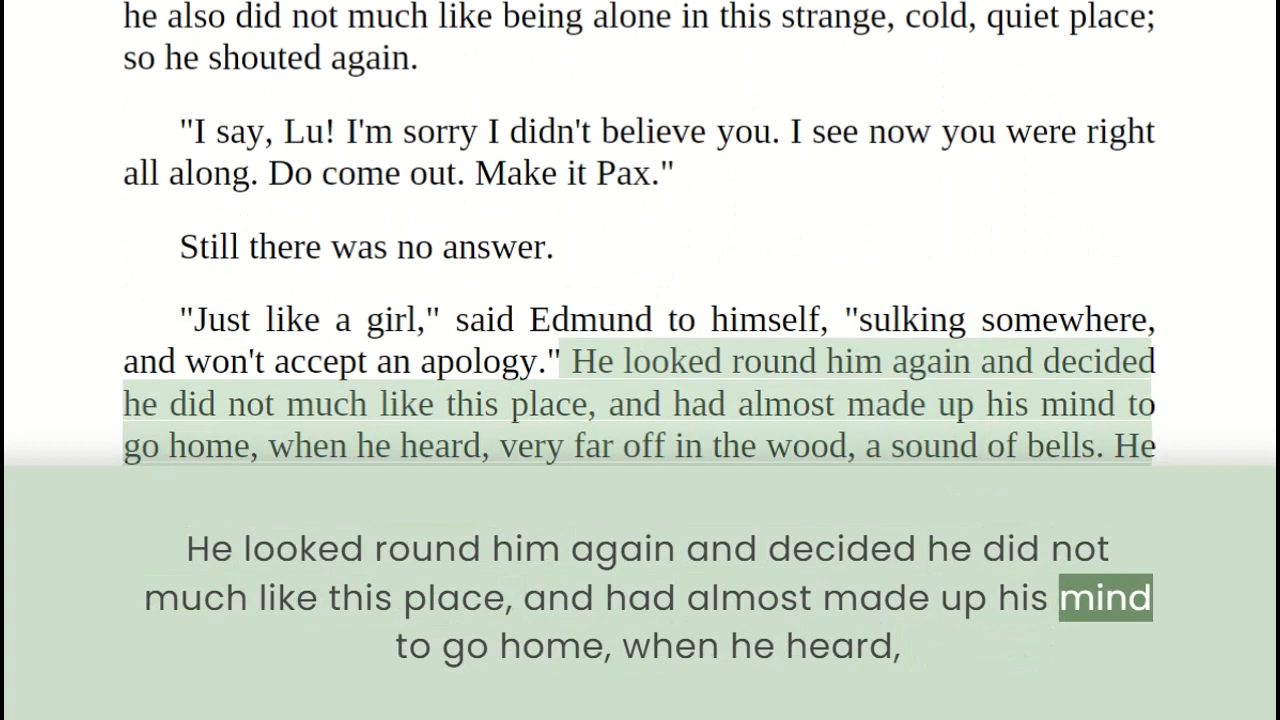 he also did not much like being alone in this strange, cold, quiet place;
so he shouted again.
"I say, Lu! I'm sorry I didn't believe you. I see now you were right
all along. Do come out. Make it Pax."
Still there was no answer.
"Just like a girl," said Edmund to himself, "sulking somewhere,
and won't accept an apology." He looked round him again and decided
he did not much like this place, and had almost made up his mind to
go home, when he heard, very far off in the wood, a sound of bells. He
He looked round him again and decided he did not
much like this place, and had almost made up his mind
to go home, when he heard,